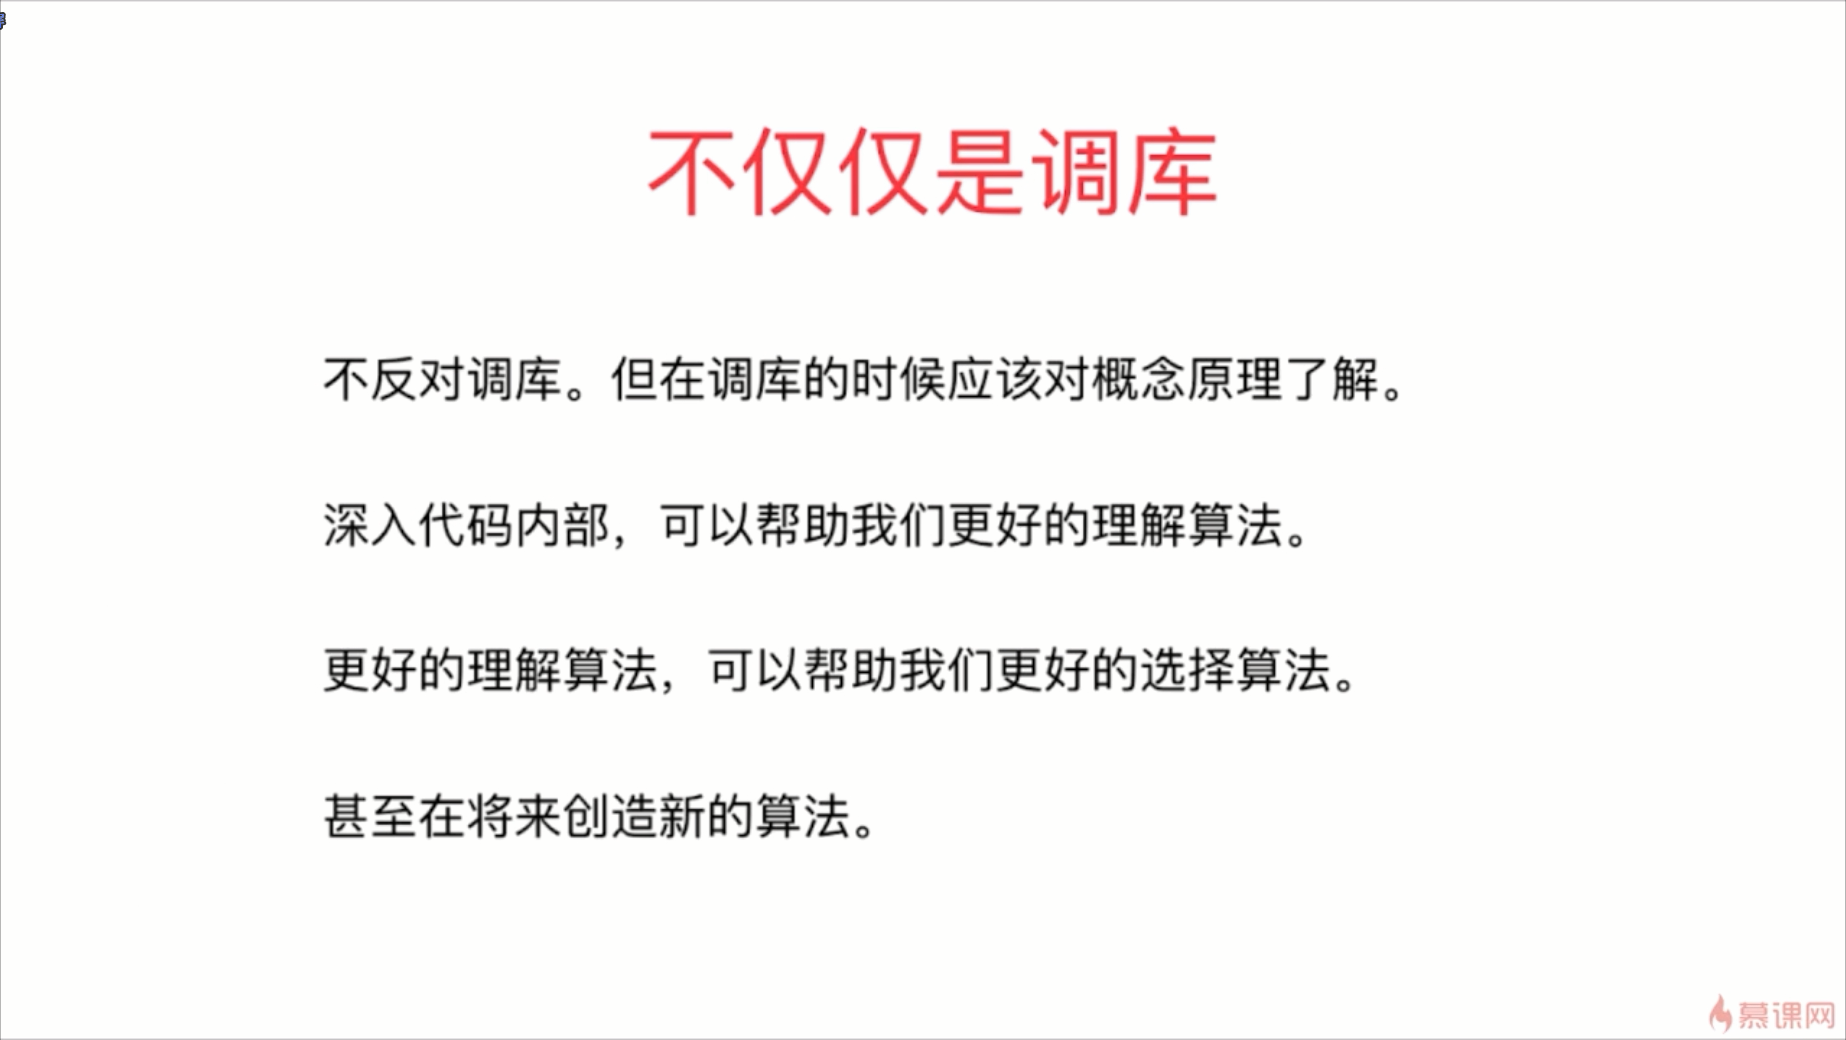 不仅仅是调库
不反对调库。但在调库的时候应该对概念原理了解。
深入代码内部，可以帮助我们更好的理解算法。
更好的理解算法，可以帮助我们更好的选择算法。
甚至在将来创造新的算法。
慕课网